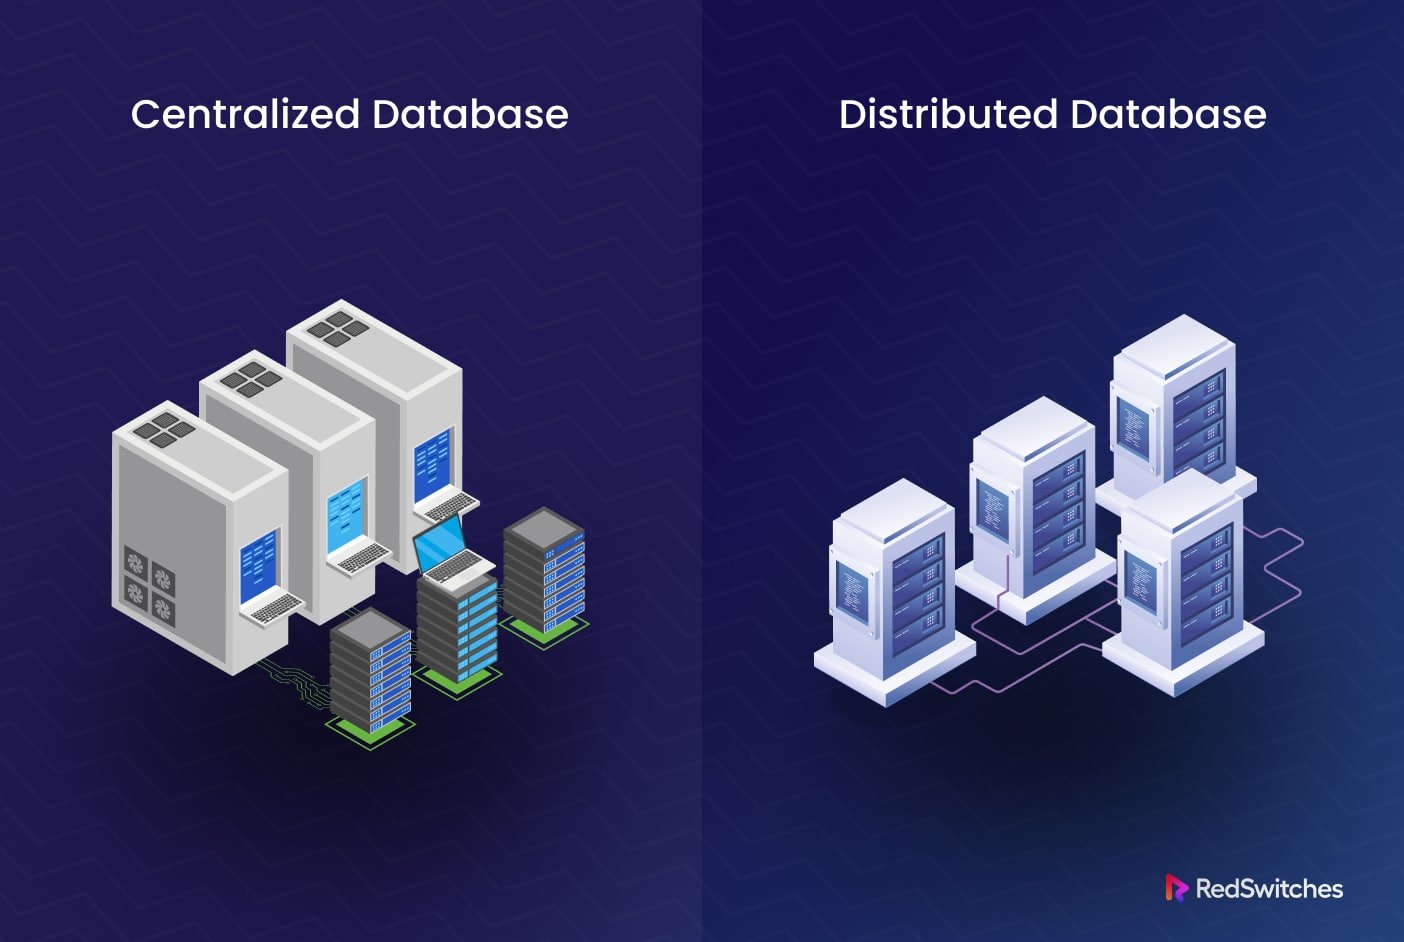 Centralized Database
Distributed Database
RedSwitches